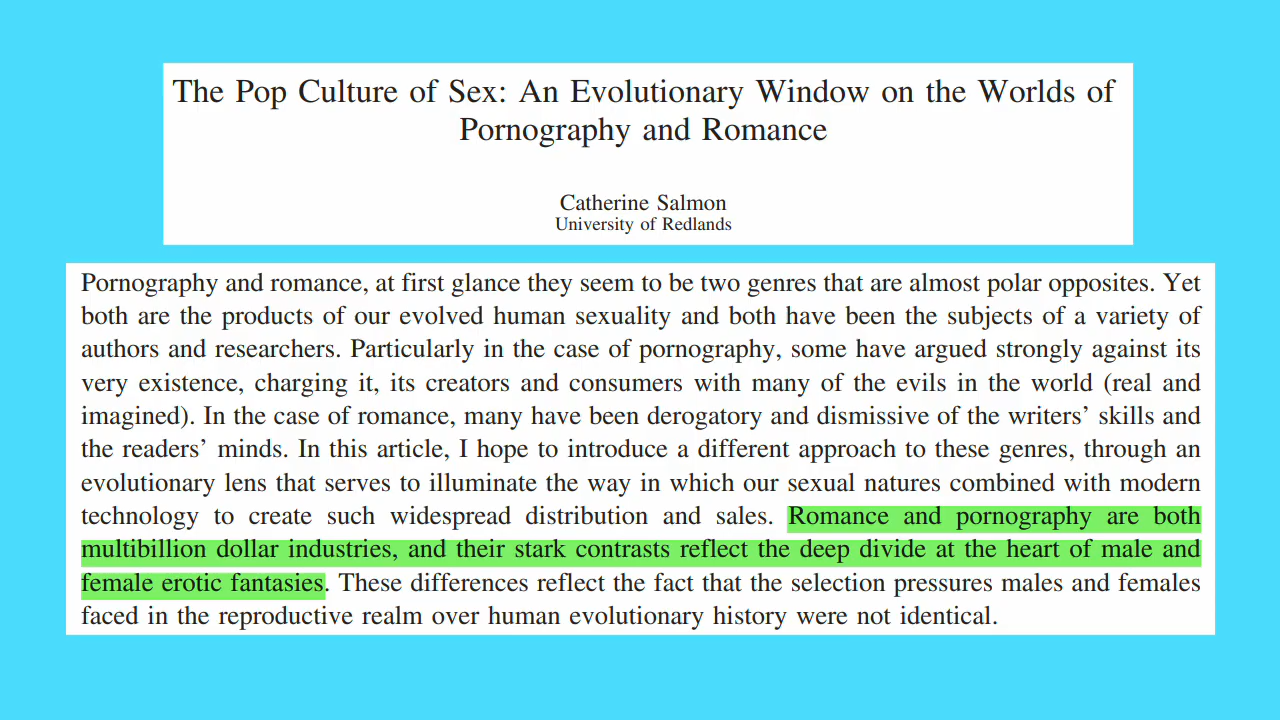 The Pop Culture of Sex: An Evolutionary Window on the Worlds of
Pornography and Romance
Catherine Salmon
University of Redlands
Pornography and romance, at first glance they seem to be two genres that are almost polar opposites. Yet
both are the products of our evolved human sexuality and both have been the subjects of a variety of
authors and researchers. Particularly in the case of pornography, some have argued strongly against its
very existence, charging it, its creators and consumers with many of the evils in the world (real and
imagined). In the case of romance, many have been derogatory and dismissive of the writers’ skills and
the readers’ minds. In this article, I hope to introduce a different approach to these genres, through an
evolutionary lens that serves to illuminate the way in which our sexual natures combined with modern
technology to create such widespread distribution and sales. Romance and pornography are both
multibillion dollar industries, and their stark contrasts reflect the deep divide at the heart of male and
female erotic fantasies. These differences reflect the fact that the selection pressures males and females
faced in the reproductive realm over human evolutionary history were not identical.